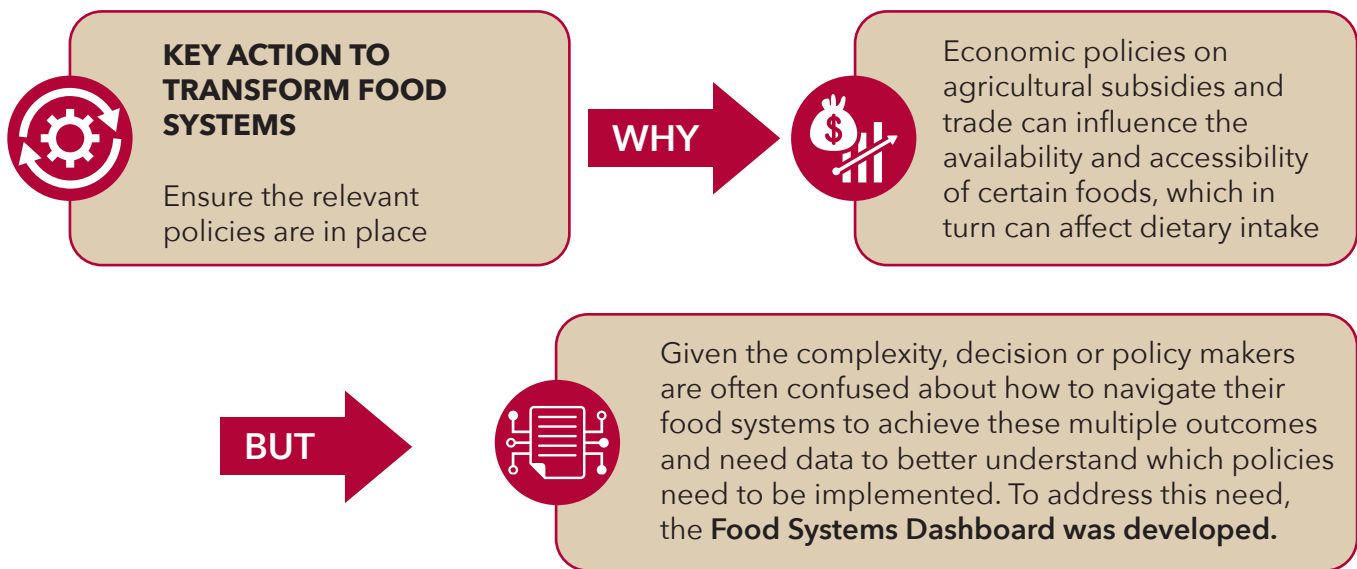 KEY ACTION TO
TRANSFORM FOOD
SYSTEMS
Ensure the relevant
policies are in place
WHY
$
Economic policies on
agricultural subsidies and
trade can influence the
availability and accessibility
of certain foods, which in
turn can affect dietary intake
BUT
Given the complexity, decision or policy makers
are often confused about how to navigate their
food systems to achieve these multiple outcomes
and need data to better understand which policies
need to be implemented. To address this need,
the Food Systems Dashboard was developed.